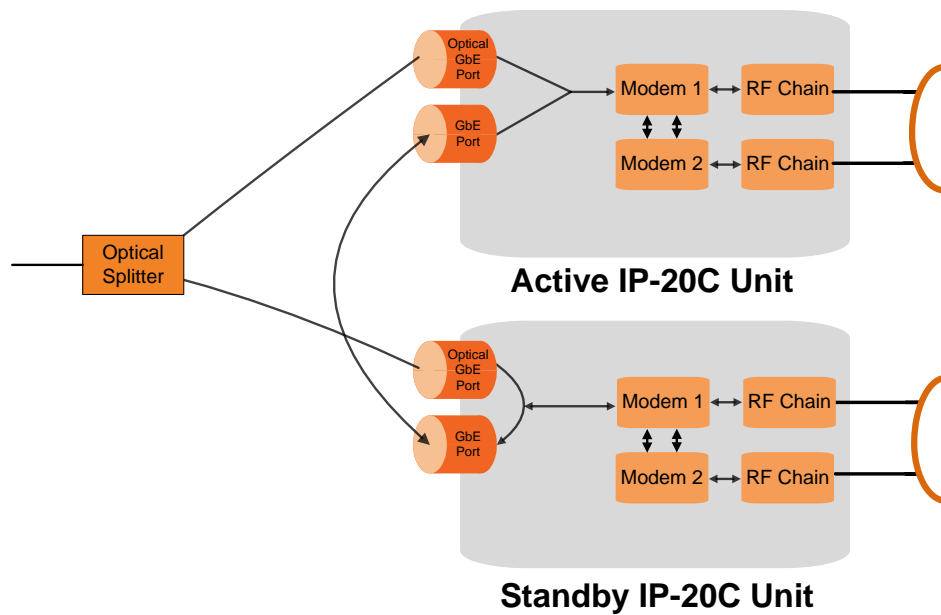 Optical
GbE
Port
GbE
Port
Modem 1
RF Chain
Modem 2
RF Chain
Optical
Splitter
Active IP-20C Unit
Optical
GbE
Port
GbE
Port
Modem 1
RF Chain
Modem 2
RF Chain
Standby IP-20C Unit